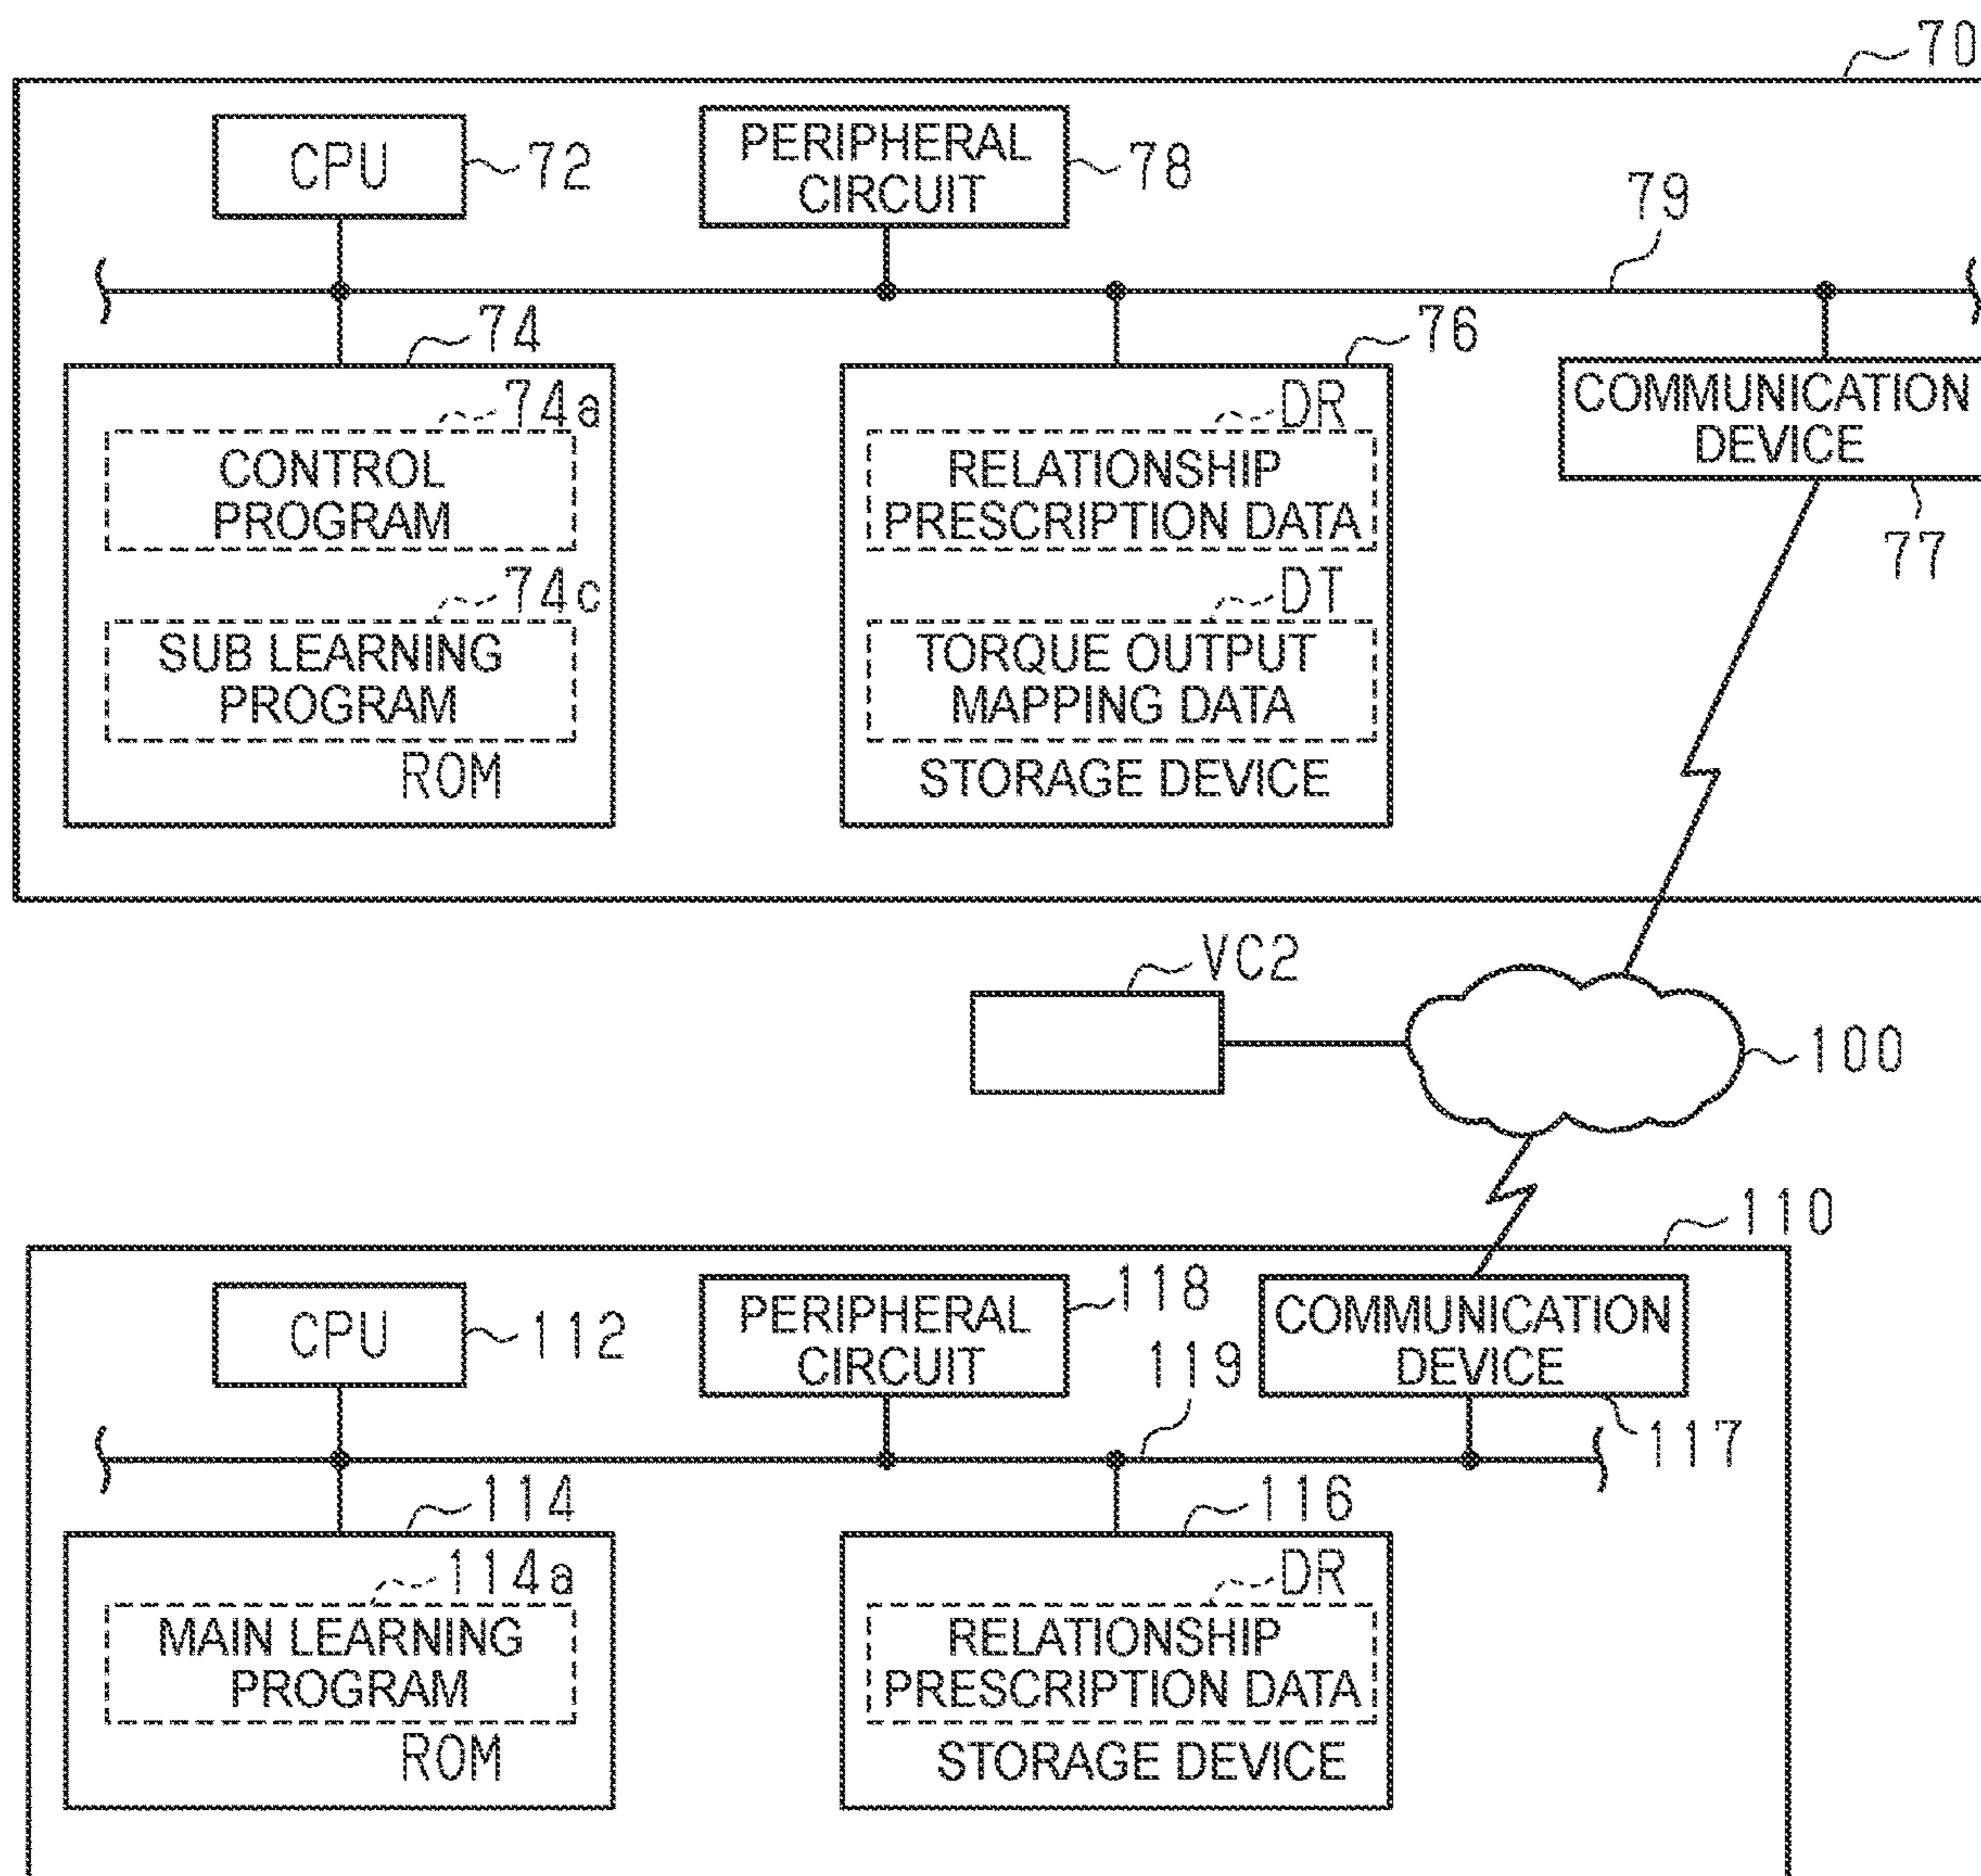 70
CPU
72
PERIPHERAL
CIRCUIT
78
79
74
76
74a
CONTROL
PROGRAM
74c
SUB LEARNING
PROGRAM
ROM
DR
RELATIONSHIP
PRESCRIPTION DATA
DT
TORQUE OUTPUT
MAPPING DATA
STORAGE DEVICE
COMMUNICATION
DEVICE
77
VC2
100
110
CPU
112
PERIPHERAL
CIRCUIT
118
119
COMMUNICATION
DEVICE
117
114
114a
MAIN LEARNING
PROGRAM
ROM
116
DR
RELATIONSHIP
PRESCRIPTION DATA
STORAGE DEVICE